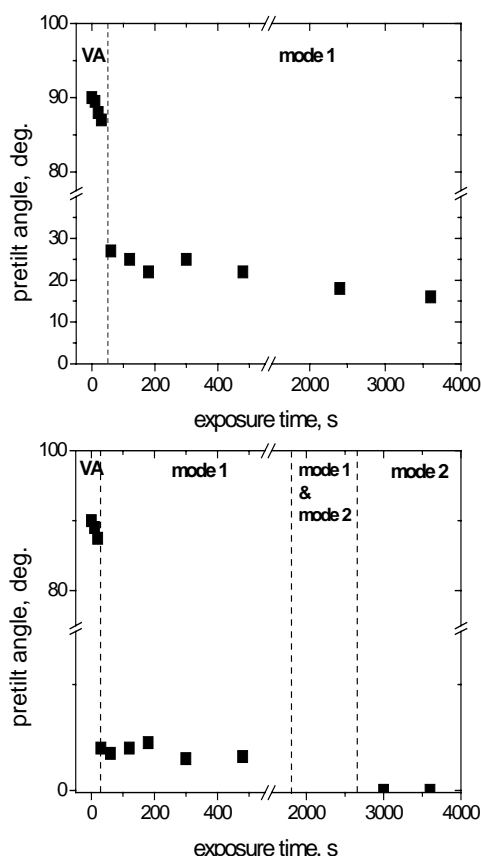 100
VA
mode 1
90
80
30
20
10
0
pretilt angle, deg.
0 200 400 2000 3000 4000
exposure time, s
100
VA
mode 1
mode 1
&
mode 2
mode 2
80
0
pretilt angle, deg.
0 200 400 2000 3000 4000
exposure time, s